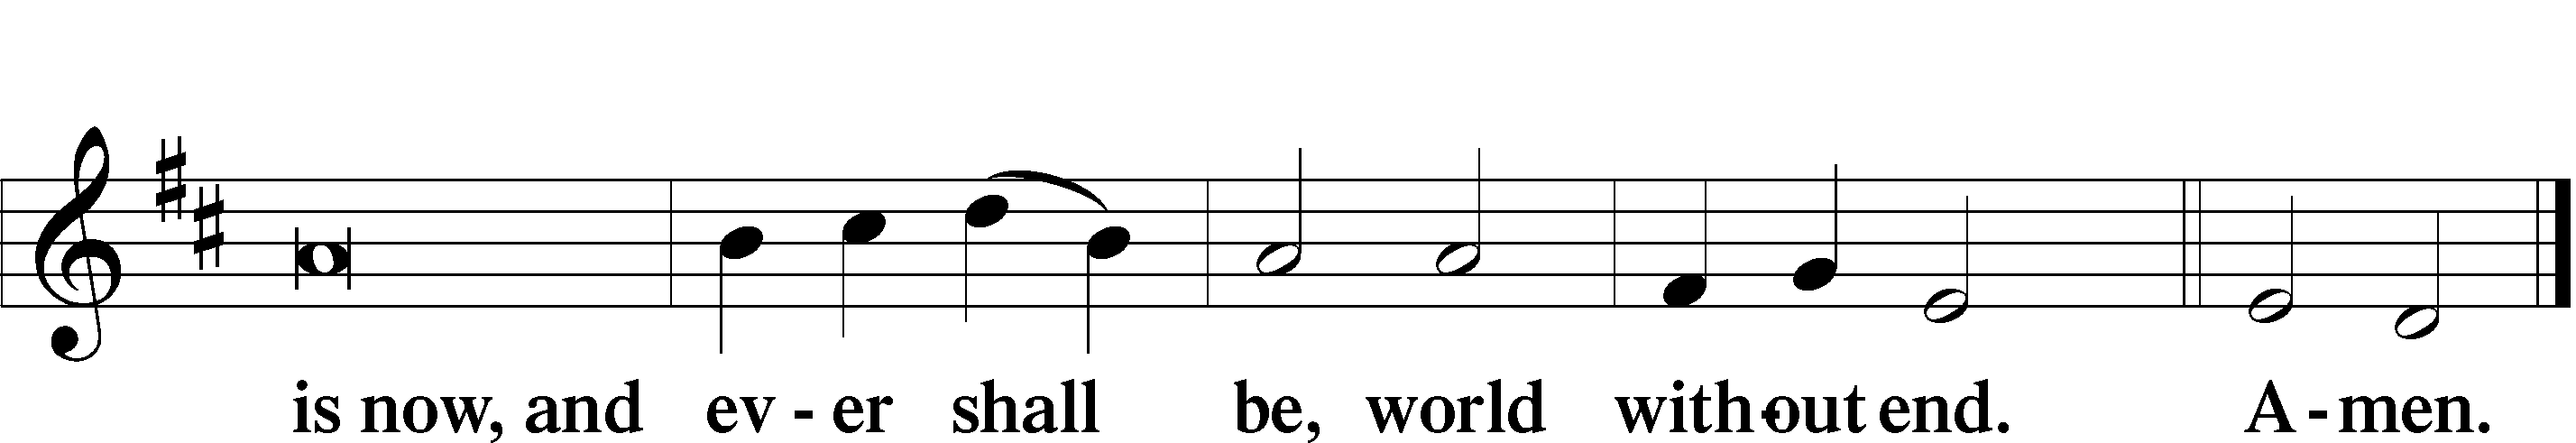 is now, and ev - er shall be, world with-out end. A - men.